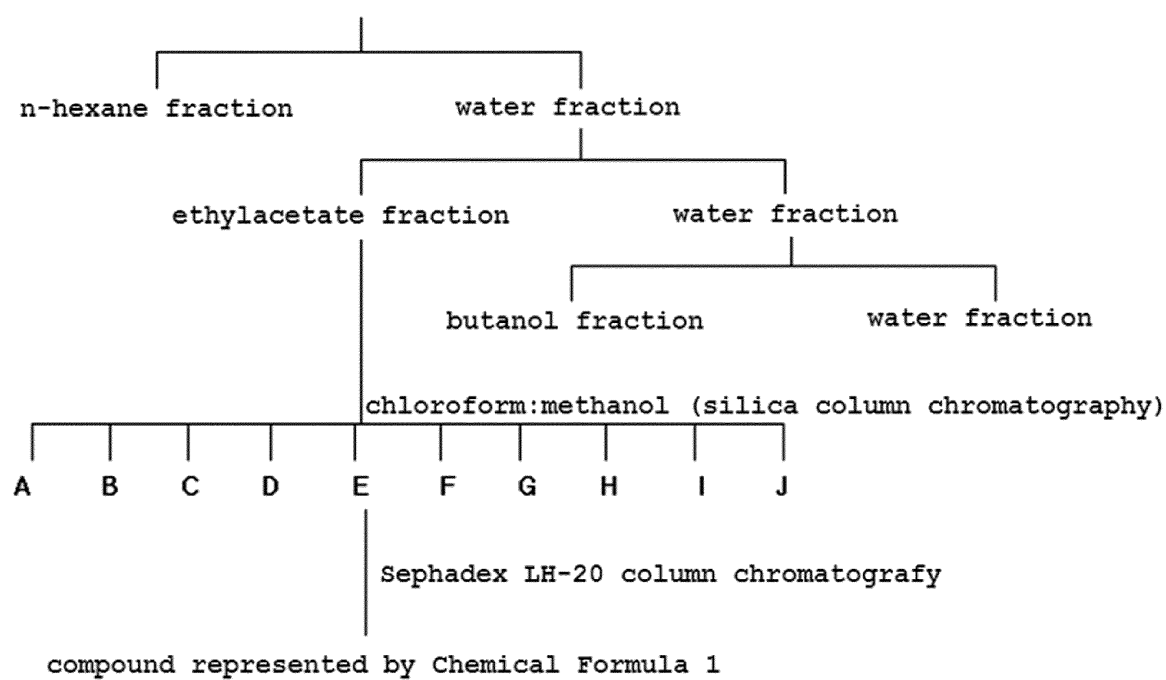 n-hexane fraction water fraction
ethylacetate fraction water fraction
butanol fraction water fraction
chloroform:methanol (silica column chromatography)
A B C D E F G H I J
Sephadex LH-20 column chromatografy
compound represented by Chemical Formula 1